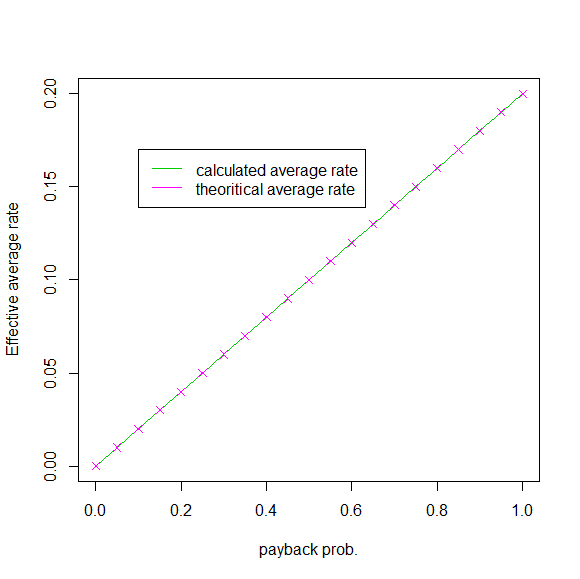 0.20
0.15
0.10
0.05
0.00
Effective average rate
calculated average rate
theoritical average rate
0.0 0.2 0.4 0.6 0.8 1.0
payback prob.